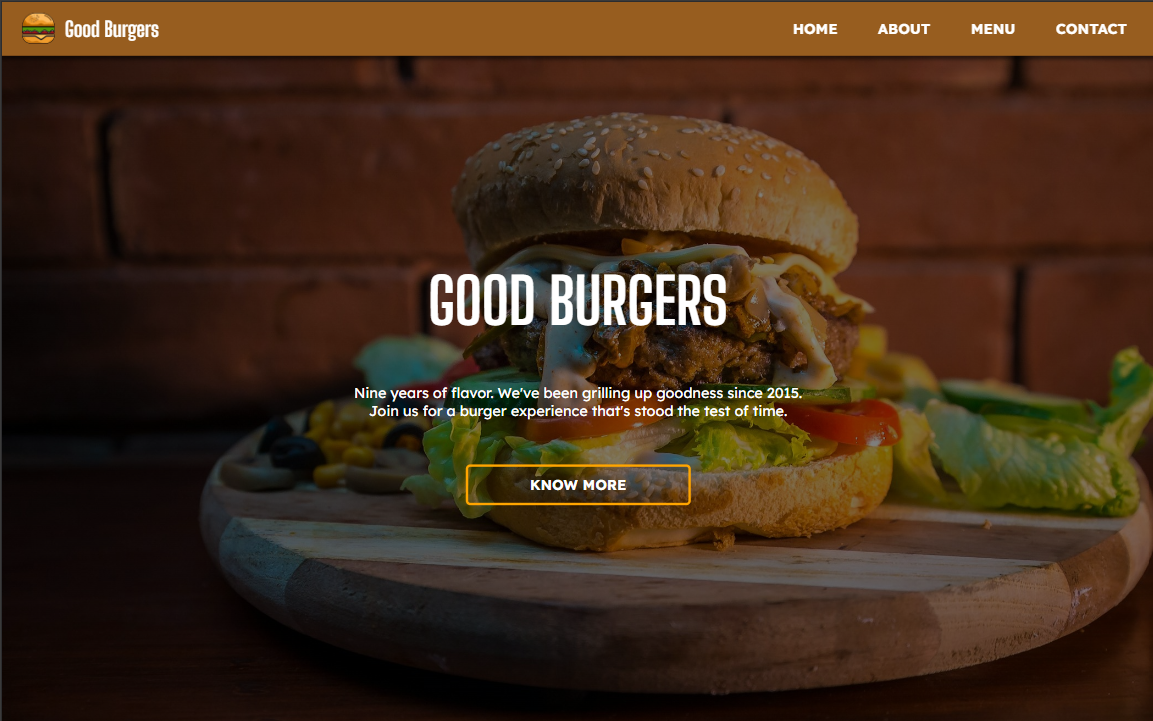 Good Burgers
HOME
ABOUT
MENU
CONTACT
GOOD BURGERS
Nine years of flavor. We've been grilling up goodness since 2015.
Join us for a burger experience that's stood the test of time.
KNOW MORE